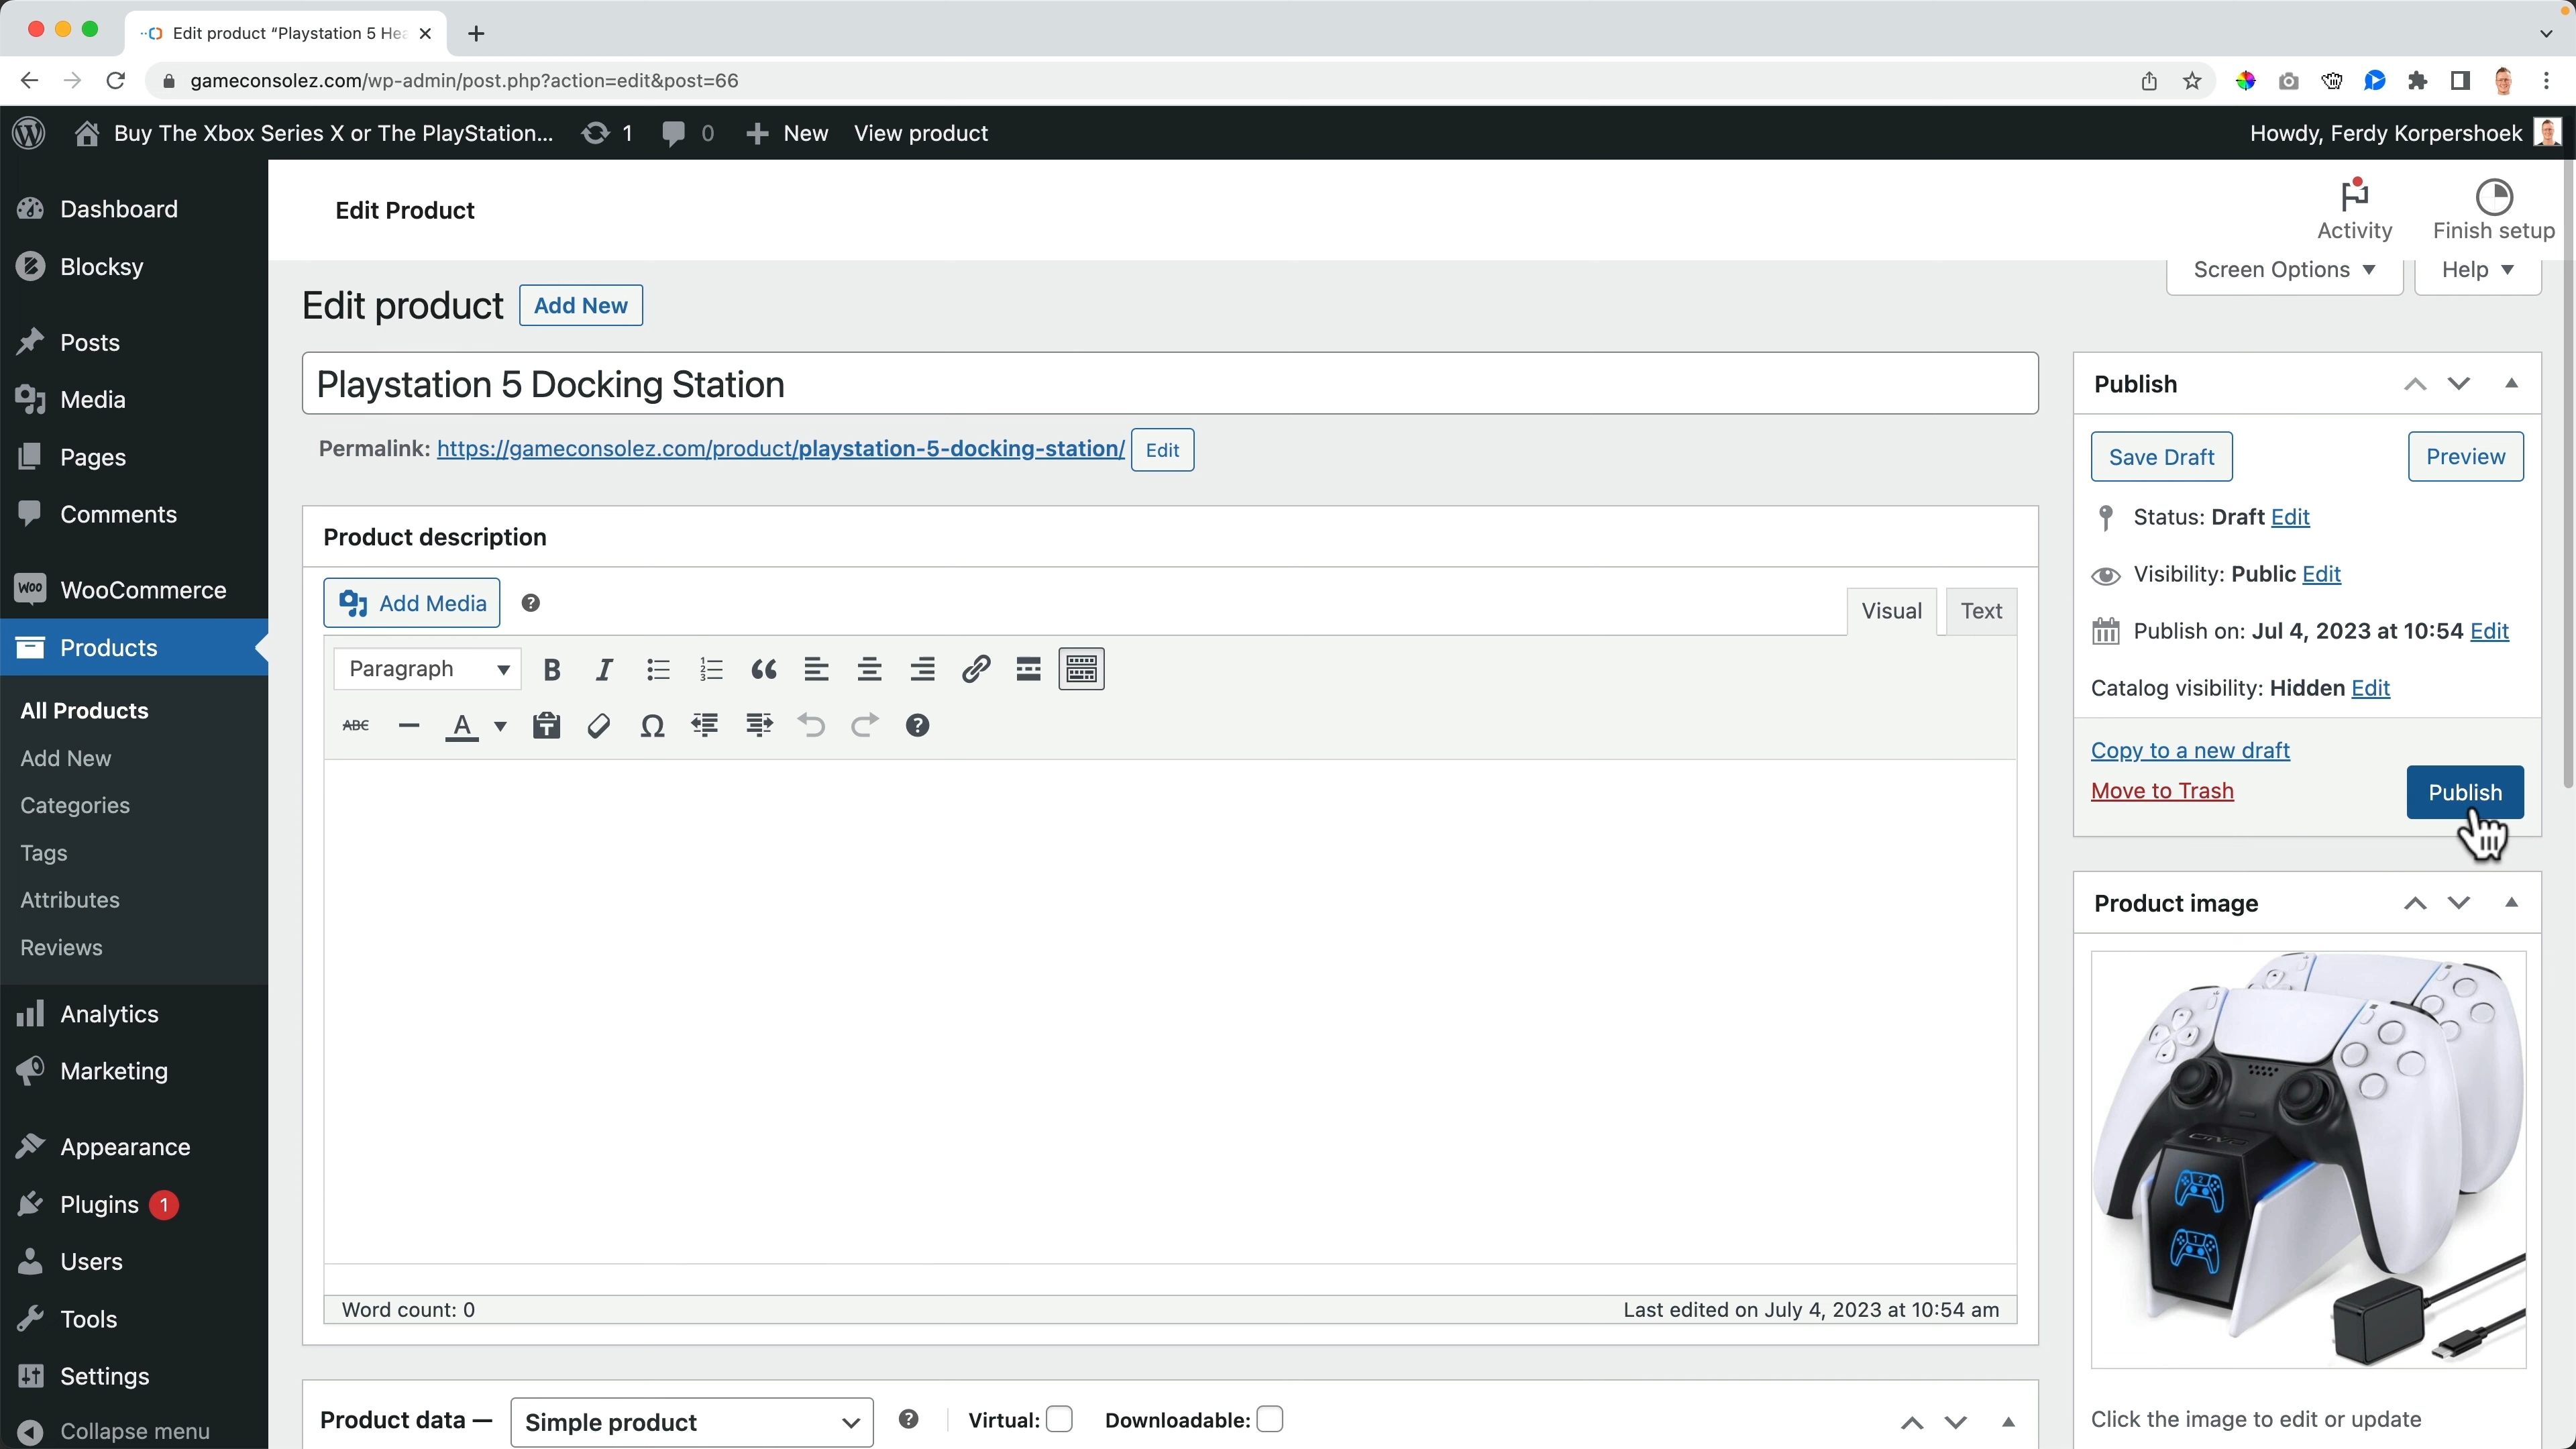 Edit product “Playstation 5 Hea
gameconsolez.com/wp-admin/post.php?action=edit&post=66
Buy The Xbox Series X or The PlayStation... 1 0 New View product Howdy, Ferdy Korpershoek
Dashboard
Blocksy
Posts
Media
Pages
Comments
Woo WooCommerce
Products
All Products
Add New
Categories
Tags
Attributes
Reviews
Analytics
Marketing
Appearance
Plugins 1
Users
Tools
Settings
Collapse menu
Edit Product
Activity
Finish setup
Screen Options
Help
Edit product Add New
Playstation 5 Docking Station
Permalink: https://gameconsolez.com/product/playstation-5-docking-station/ Edit
Product description
Add Media
Visual Text
Paragraph
ABC
Word count: 0
Last edited on July 4, 2023 at 10:54 am
Product data — Simple product Virtual: Downloadable:
Publish
Save Draft
Preview
Status: Draft Edit
Visibility: Public Edit
Publish on: Jul 4, 2023 at 10:54 Edit
Catalog visibility: Hidden Edit
Copy to a new draft
Move to Trash
Publish
Product image
2
1
Click the image to edit or update